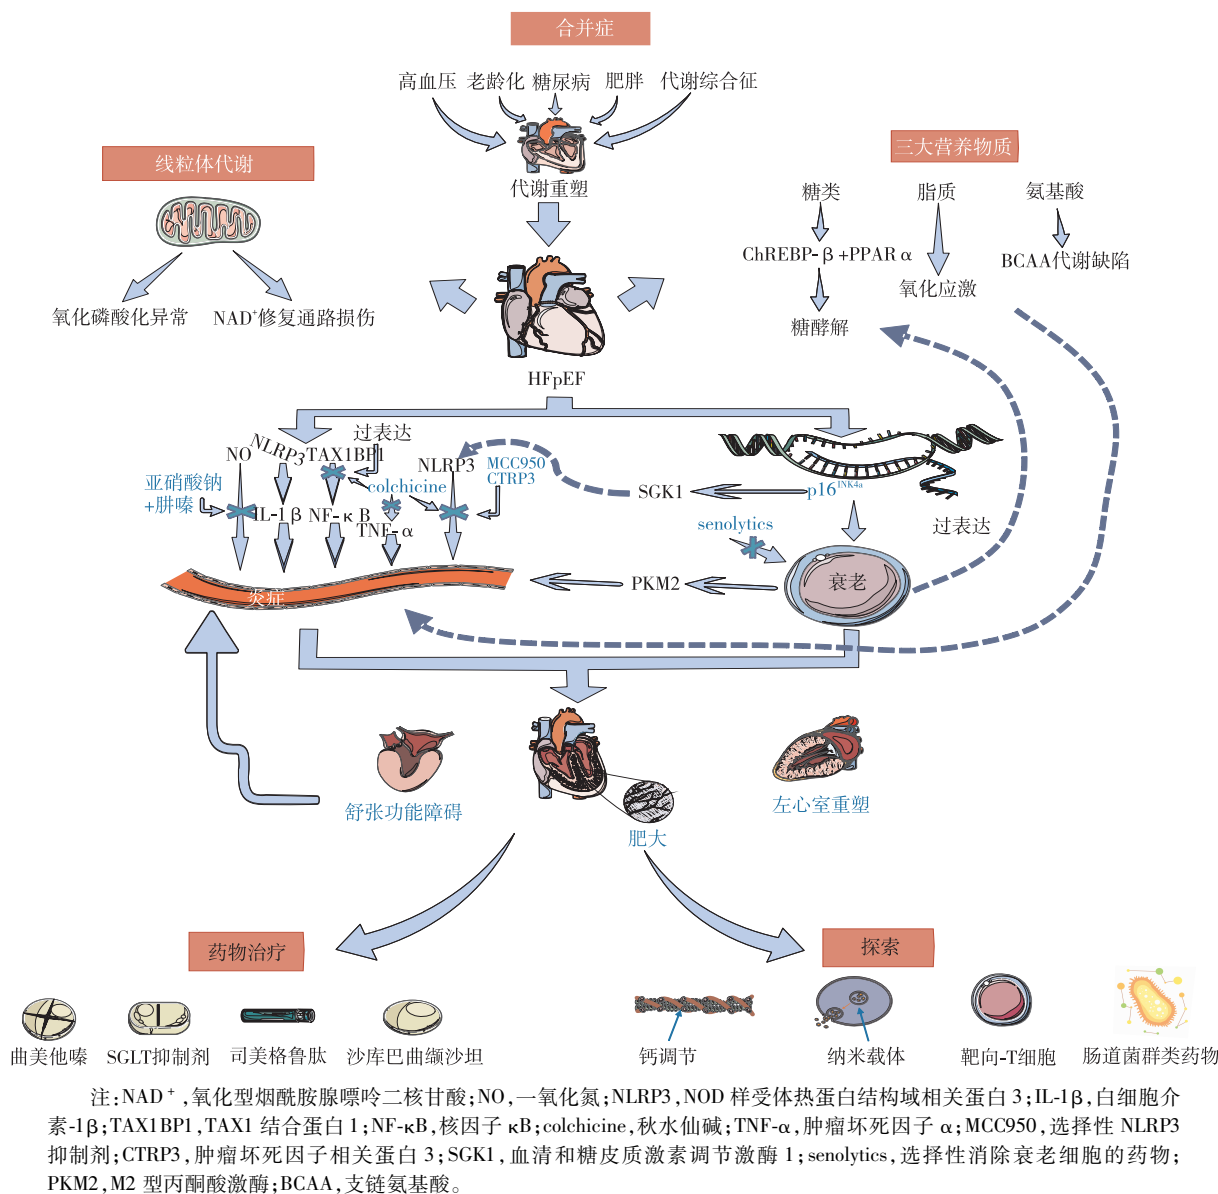 合并症
高血压 老龄化 糖尿病 肥胖 代谢综合征
线粒体代谢
代谢重塑
三大营养物质
糖类 脂质 氨基酸
ChREBP-β+PPARα
BCAA代谢缺陷
氧化应激
糖酵解
氧化磷酸化异常 NAD⁺修复通路损伤
HFpEF
过表达
NO NLRP3 TAX1BP1
NLRP3
MCC950
CTRP3
亚硝酸钠
+肼嗪
colchicine
SGK1
p16^INK4a
IL-1β NF-κB
TNF-α
senolytics
过表达
PKM2
衰老
炎症
舒张功能障碍
肥大
左心室重塑
药物治疗
探索
曲美他嗪 SGLT抑制剂 司美格鲁肽 沙库巴曲缬沙坦
钙调节 纳米载体 靶向-T细胞 肠道菌群类药物
注:NAD⁺,氧化型烟酰胺腺嘌呤二核苷酸;NO,一氧化氮;NLRP3,NOD 样受体热蛋白结构域相关蛋白 3;IL-1β,白细胞介
素-1β;TAX1BP1,TAX1 结合蛋白 1;NF-κB,核因子 κB;colchicine,秋水仙碱;TNF-α,肿瘤坏死因子 α;MCC950,选择性 NLRP3
抑制剂;CTRP3,肿瘤坏死因子相关蛋白 3;SGK1,血清和糖皮质激素调节激酶 1;senolytics,选择性消除衰老细胞的药物;
PKM2,M2 型丙酮酸激酶;BCAA,支链氨基酸。